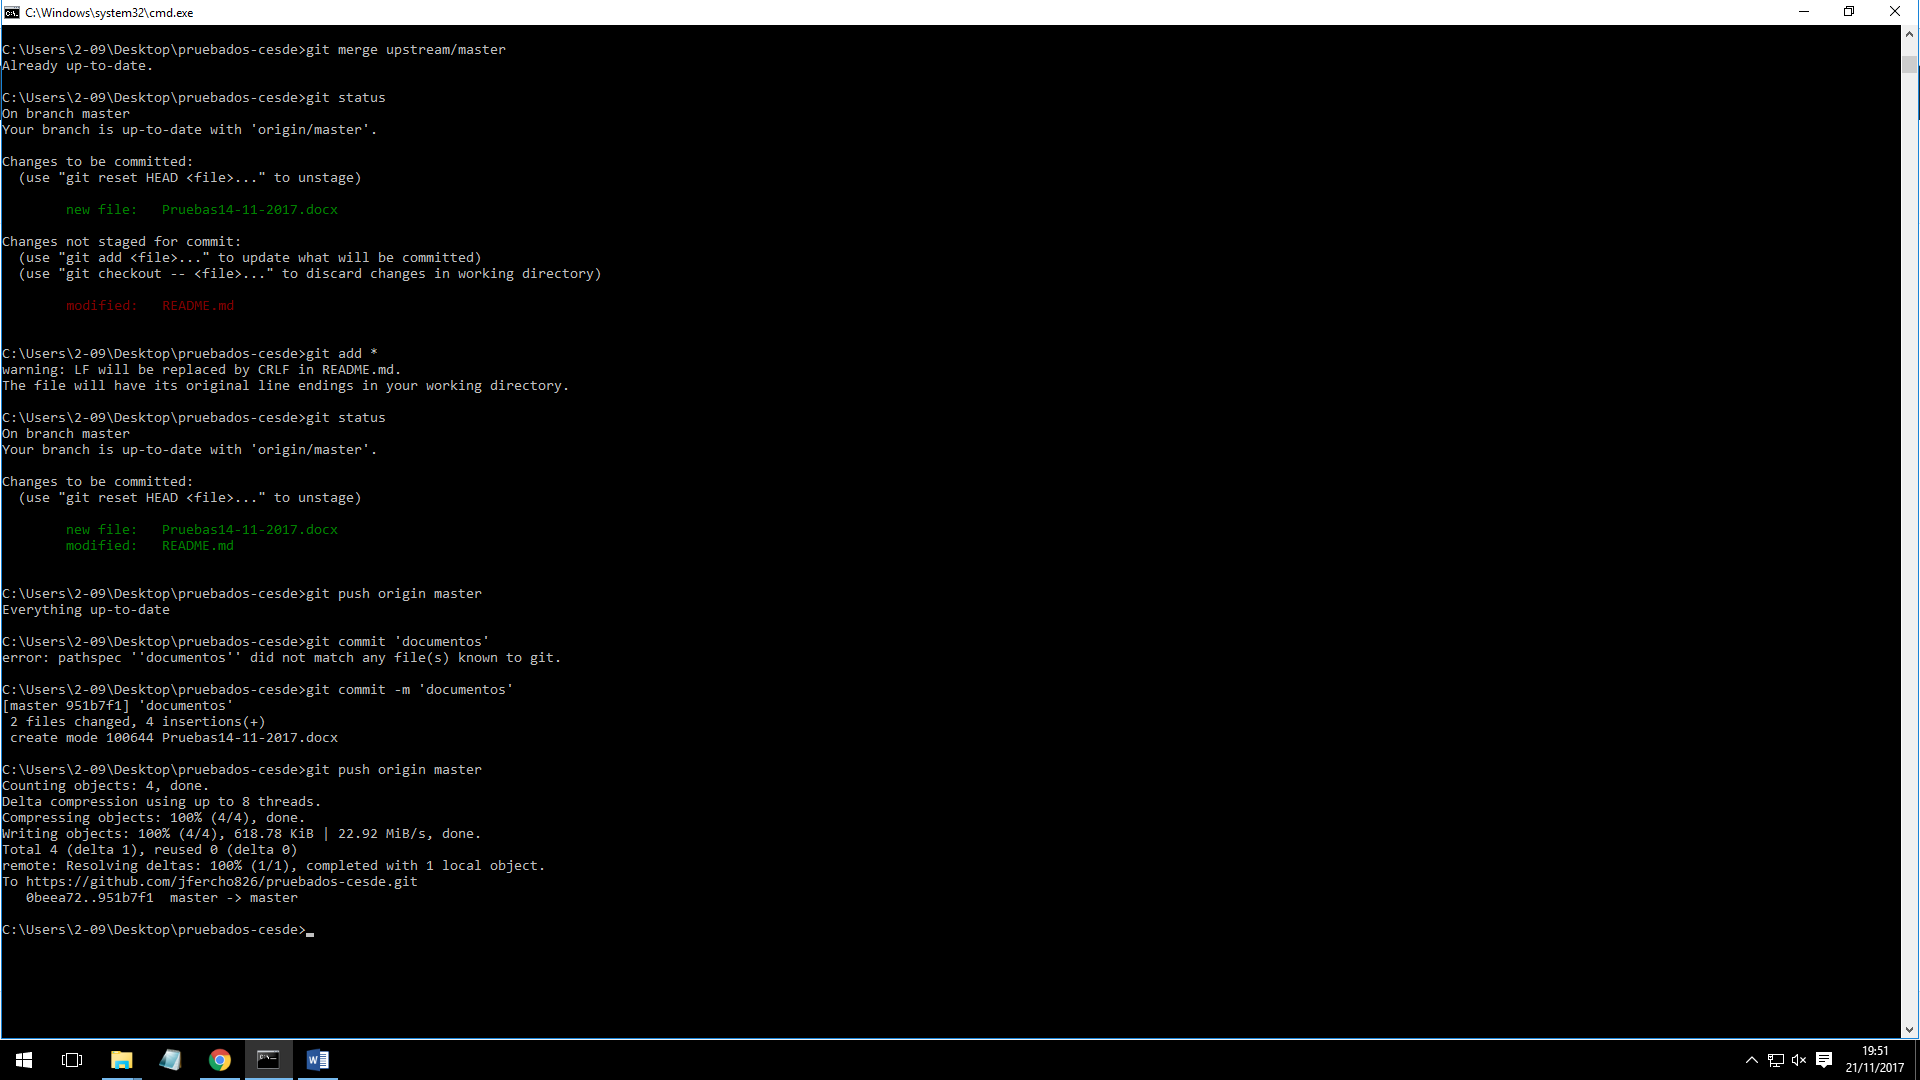 C:\Windows\system32\cmd.exe
C:\Users\2-09\Desktop\pruebados-cesde>git merge upstream/master
Already up-to-date.
C:\Users\2-09\Desktop\pruebados-cesde>git status
On branch master
Your branch is up-to-date with 'origin/master'.
Changes to be committed:
  (use "git reset HEAD <file>..." to unstage)
        new file:   Pruebas14-11-2017.docx
Changes not staged for commit:
  (use "git add <file>..." to update what will be committed)
  (use "git checkout -- <file>..." to discard changes in working directory)
        modified:   README.md
C:\Users\2-09\Desktop\pruebados-cesde>git add *
warning: LF will be replaced by CRLF in README.md.
The file will have its original line endings in your working directory.
C:\Users\2-09\Desktop\pruebados-cesde>git status
On branch master
Your branch is up-to-date with 'origin/master'.
Changes to be committed:
  (use "git reset HEAD <file>..." to unstage)
        new file:   Pruebas14-11-2017.docx
        modified:   README.md
C:\Users\2-09\Desktop\pruebados-cesde>git push origin master
Everything up-to-date
C:\Users\2-09\Desktop\pruebados-cesde>git commit 'documentos'
error: pathspec ''documentos'' did not match any file(s) known to git.
C:\Users\2-09\Desktop\pruebados-cesde>git commit -m 'documentos'
[master 951b7f1] 'documentos'
 2 files changed, 4 insertions(+)
 create mode 100644 Pruebas14-11-2017.docx
C:\Users\2-09\Desktop\pruebados-cesde>git push origin master
Counting objects: 4, done.
Delta compression using up to 8 threads.
Compressing objects: 100% (4/4), done.
Writing objects: 100% (4/4), 618.78 KiB | 22.92 MiB/s, done.
Total 4 (delta 1), reused 0 (delta 0)
remote: Resolving deltas: 100% (1/1), completed with 1 local object.
To https://github.com/jfercho826/pruebados-cesde.git
   0beea72..951b7f1  master -> master
C:\Users\2-09\Desktop\pruebados-cesde>
19:51
21/11/2017